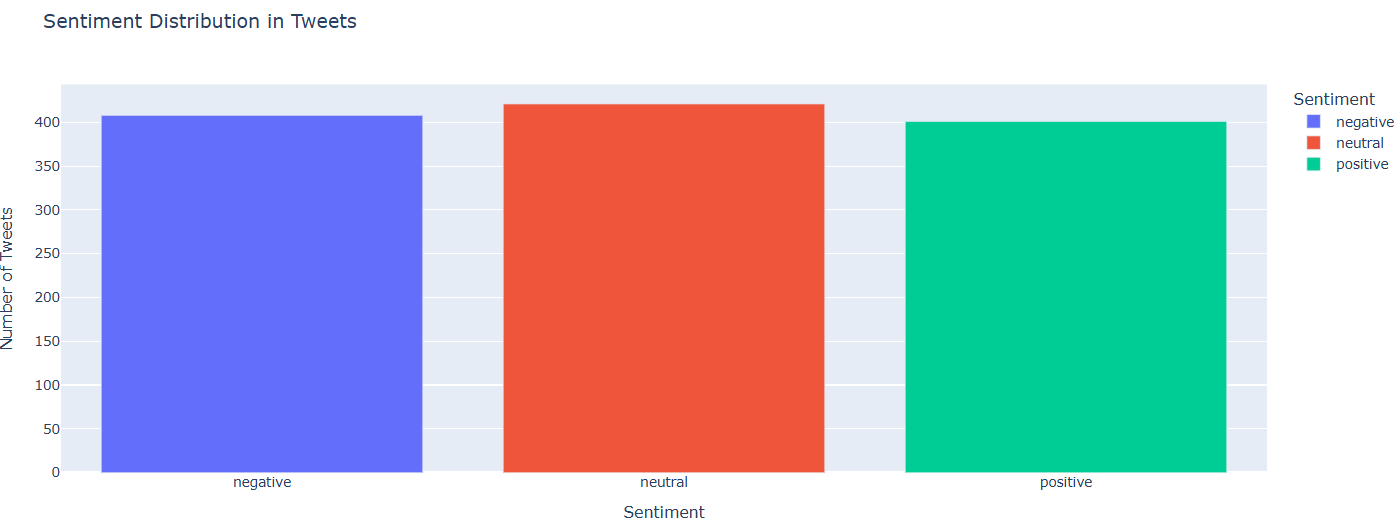 Sentiment Distribution in Tweets
Number of Tweets
400
350
300
250
200
150
100
50
0
negative
neutral
positive
Sentiment
Sentiment
negative
neutral
positive